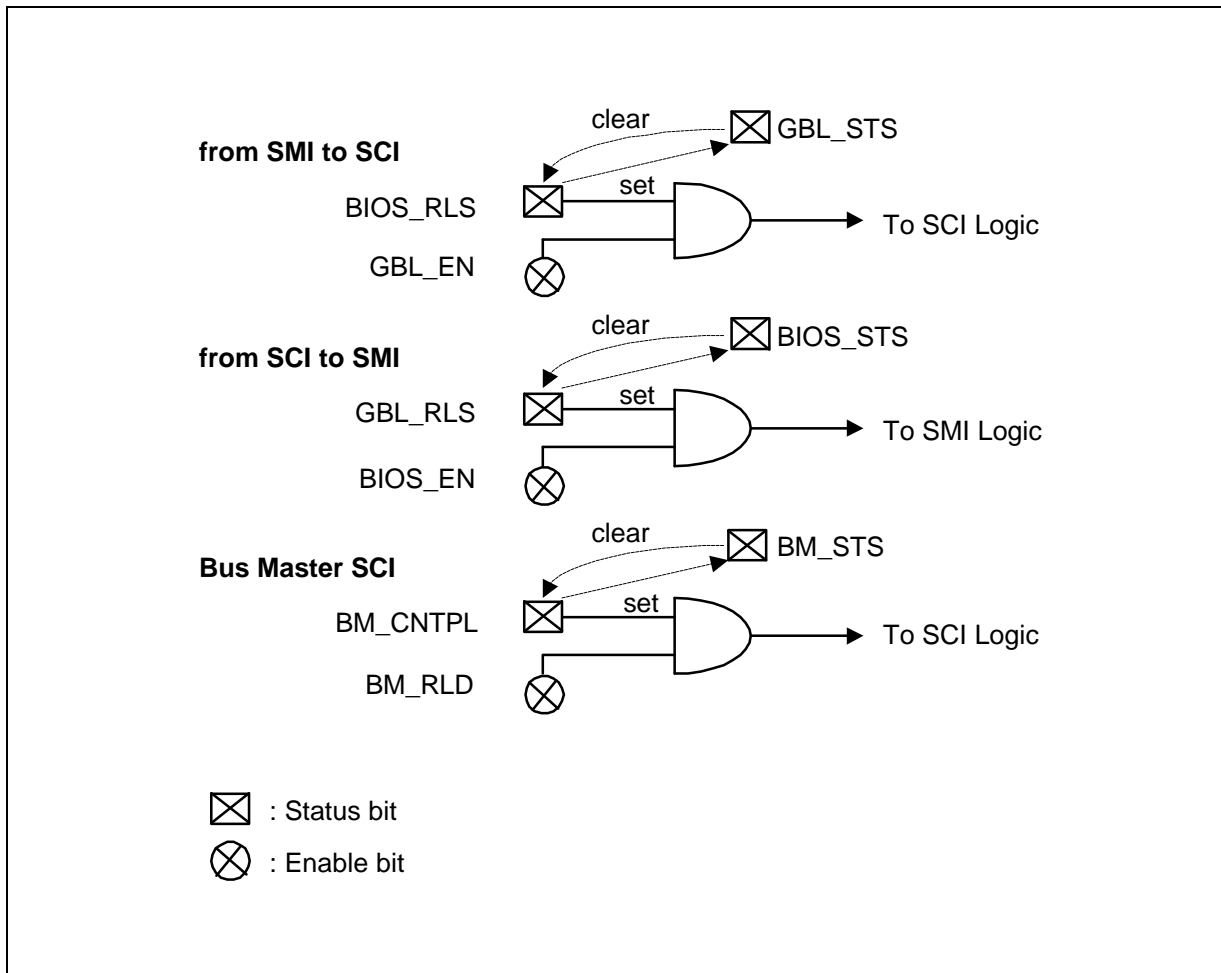 clear
GBL_STS
from SMI to SCI
BIOS_RLS
set
To SCI Logic
GBL_EN
clear
BIOS_STS
from SCI to SMI
GBL_RLS
set
To SMI Logic
BIOS_EN
clear
BM_STS
Bus Master SCI
BM_CNTPL
set
To SCI Logic
BM_RLD
: Status bit
: Enable bit